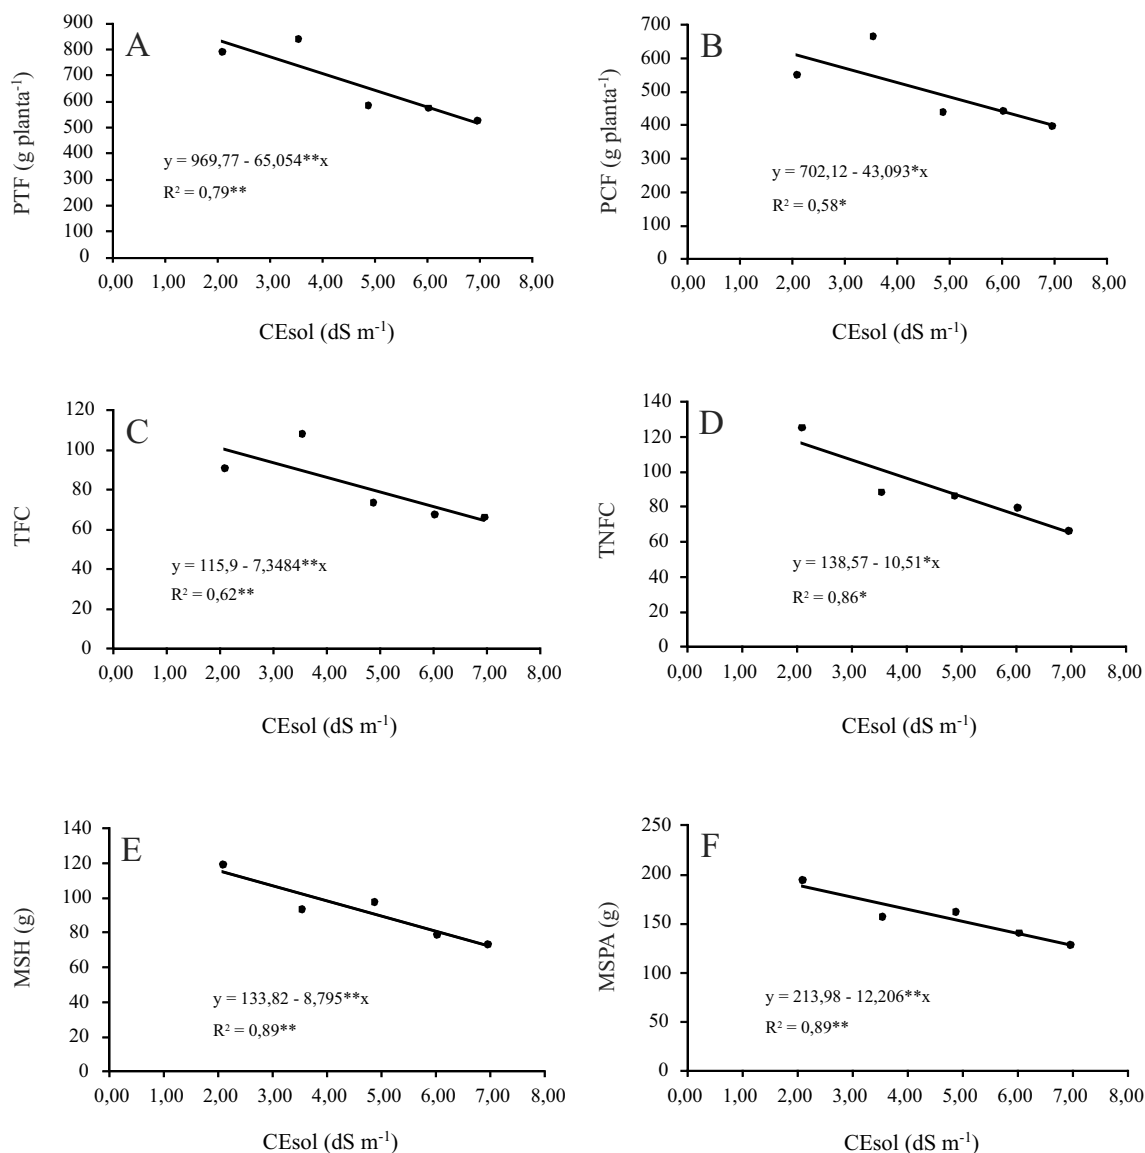 A
PTF (g planta⁻¹)
900
800
700
600
500
400
300
200
100
0
y = 969,77 - 65,054**x
R² = 0,79**
0,00 1,00 2,00 3,00 4,00 5,00 6,00 7,00 8,00
CEsol (dS m⁻¹)
B
PCF (g planta⁻¹)
700
600
500
400
300
200
100
0
y = 702,12 - 43,093*x
R² = 0,58*
0,00 1,00 2,00 3,00 4,00 5,00 6,00 7,00 8,00
CEsol (dS m⁻¹)
C
TFC
120
100
80
60
40
20
0
y = 115,9 - 7,3484**x
R² = 0,62**
0,00 1,00 2,00 3,00 4,00 5,00 6,00 7,00 8,00
CEsol (dS m⁻¹)
D
TNFC
140
120
100
80
60
40
20
0
y = 138,57 - 10,51*x
R² = 0,86*
0,00 1,00 2,00 3,00 4,00 5,00 6,00 7,00 8,00
CEsol (dS m⁻¹)
E
MSH (g)
140
120
100
80
60
40
20
0
y = 133,82 - 8,795**x
R² = 0,89**
0,00 1,00 2,00 3,00 4,00 5,00 6,00 7,00 8,00
CEsol (dS m⁻¹)
F
MSPA (g)
250
200
150
100
50
0
y = 213,98 - 12,206**x
R² = 0,89**
0,00 1,00 2,00 3,00 4,00 5,00 6,00 7,00 8,00
CEsol (dS m⁻¹)